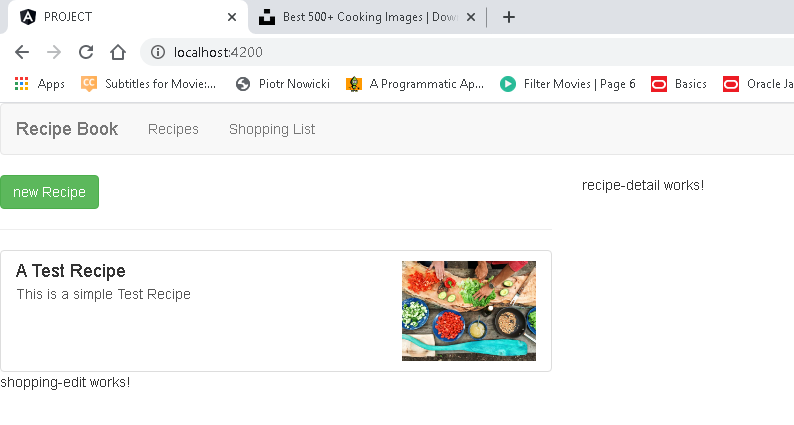 PROJECT
Best 500+ Cooking Images | Dow
localhost:4200
Apps
CC
Subtitles for Movie:...
Piotr Nowicki
A Programmatic Ap...
Filter Movies | Page 6
Basics
Oracle Ja
Recipe Book Recipes Shopping List
new Recipe
recipe-detail works!
A Test Recipe
This is a simple Test Recipe
shopping-edit works!